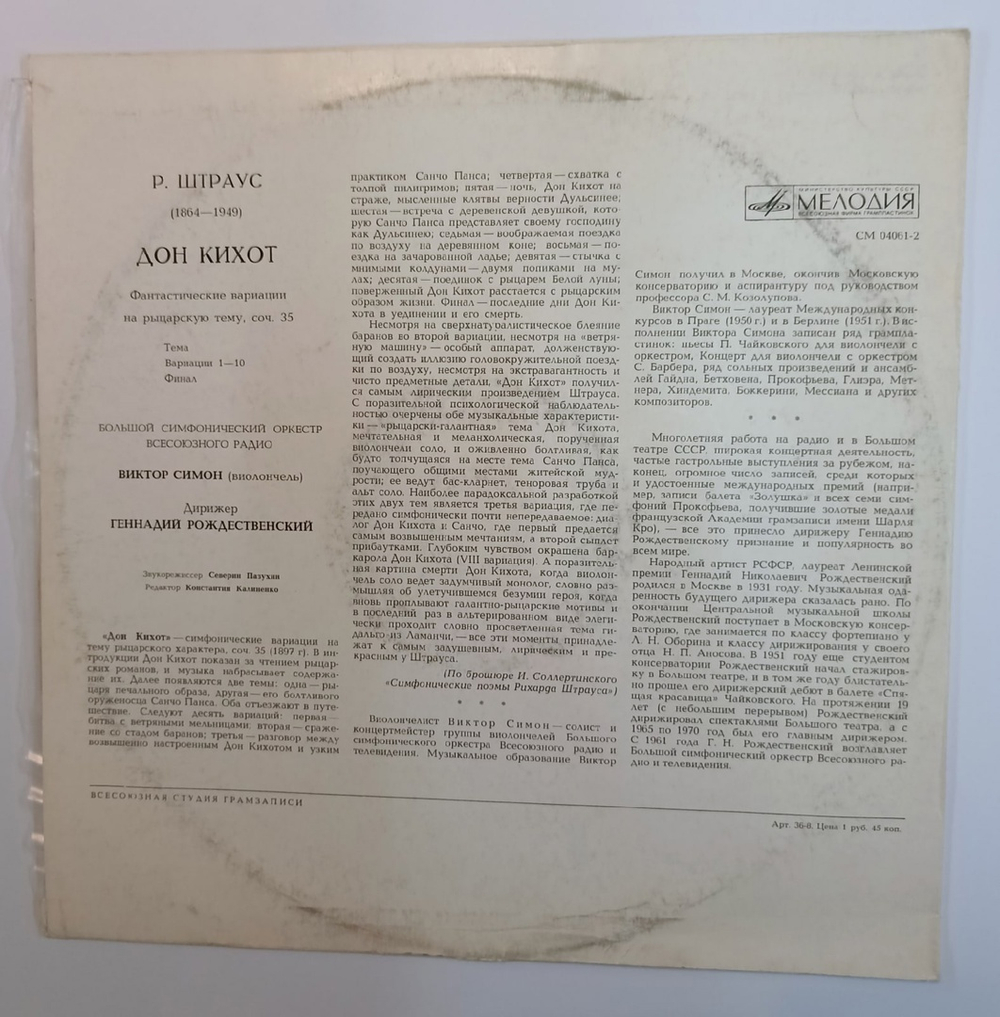 Р. ШТРАУС
(1864—1949)
ДОН КИХОТ
Фантастические вариации
на рыцарскую тему, соч. 35
Тема
Вариации 1—10
Финал
БОЛЬШОЙ СИМФОНИЧЕСКИЙ ОРКЕСТР
ВСЕСОЮЗНОГО РАДИО
ВИКТОР СИМОН (виолончель)
Дирижер
ГЕННАДИЙ РОЖДЕСТВЕНСКИЙ
Звукорежиссер Северин Пазухин
Редактор Константин Калиненко
«Дон Кихот» — симфонические вариации на
тему рыцарского характера, соч. 35 (1897 г). В ин-
тродукции Дон Кихот показан за чтением рыцар-
ских романов, и музыка набрасывает содержа-
ние их. Далее появляются две темы: одна — ры-
царя печального образа, другая — его болтливого
оруженосца Санчо Панса. Оба отъезжают в путе-
шествие. Следуют десять вариаций: первая —
битва с ветряными мельницами; вторая — сраже-
ние со стадом баранов; третья — разговор между
возвышенно настроенным Дон Кихотом и узким
практиком Санчо Панса; четвертая — схватка с
толпой пилигримов; пятая — ночь, Дон Кихот на
страже, мысленные клятвы верности Дульсинее;
шестая — встреча с деревенской девушкой, кото
рую Санчо Панса представляет своему господину
как Дульсинею; седьмая — воображаемая поездка
по воздуху на деревянном коне; восьмая — по-
ездка на зачарованной ладье; девятая — стычка с
мнимыми колдунами — двумя попиками на му-
лах; десятая — поединок с рыцарем Белой луны;
поверженный Дон Кихот расстается с рыцарским
образом жизни. Финал — последние дни Дон Ки-
хота в уединении и его смерть.
Несмотря на сверхнатуралистическое блеяние
баранов во второй вариации, несмотря на «ветря-
ную машину» — особый аппарат, долженствую-
щий создать иллюзию головокружительной поезд-
ки по воздуху, несмотря на экстравагантность и
чисто предметные детали, «Дон Кихот» получил-
ся самым лирическим произведением Штрауса.
С поразительной психологической наблюдатель-
ностью очерчены обе музыкальные характеристи-
ки — «рыцарски-галантная» тема Дон Кихота,
мечтательная и меланхолическая, порученная
виолончели соло, и оживленно болтливая, как
будто толчущаяся на месте тема Санчо Панса,
поучающего общими местами житейской муд-
рости; ее ведут бас-кларнет, теноровая труба и
альт соло. Наиболее парадоксальной разработкой
этих двух тем является третья вариация, где пе-
редано симфонически почти непередаваемое: диа-
лог Дон Кихота и Санчо, где первый предается
самым возвышенным мечтаниям, а второй сыплет
прибаутками. Глубоким чувством окрашена бар-
карола Дон Кихота (VIII вариация). А поразитель-
ная картина смерти Дон Кихота, когда виолон-
чель соло ведет задумчивый монолог, словно раз-
мышляя об улетучившемся безумии героя, когда
вновь проплывают галантно-рыцарские мотивы и
в последний раз в альтерированном виде элеги-
чески проходит словно просветленная тема ги-
дальго из Ламанчи, — все эти моменты принадле-
жат к самым задушевным, лирическим и пре-
красным у Штрауса.
(По брошюре И. Соллертинского
«Симфонические поэмы Рихарда Штрауса»)
* * *
Виолончелист Виктор Симон — солист и
концертмейстер группы виолончелей Большого
симфонического оркестра Всесоюзного радио и
телевидения. Музыкальное образование Виктор
МИНИСТЕРСТВО КУЛЬТУРЫ СССР
МЕЛОДИЯ
ВСЕСОЮЗНАЯ ФИРМА ГРАМПЛАСТИНОК
СМ 04061-2
Симон получил в Москве, окончив Московскую
консерваторию и аспирантуру под руководством
профессора С. М. Козолупова.
Виктор Симон — лауреат Международных кон-
курсов в Праге (1950 г.) и в Берлине (1951 г.). В ис-
полнении Виктора Симона записан ряд грампла-
стинок: пьесы П. Чайковского для виолончели с
оркестром, Концерт для виолончели с оркестром
С. Барбера, ряд сольных произведений и ансамб-
лей Гайдна, Бетховена, Прокофьева, Глиэра, Мет-
нера, Хиндемита, Боккерини, Мессиана и других
композиторов.
* * *
Многолетняя работа на радио и в Большом
театре СССР, широкая концертная деятельность,
частые гастрольные выступления за рубежом, на-
конец, огромное число записей, среди которых
и удостоенные международных премий (напри-
мер, записи балета «Золушка» и всех семи сим-
фоний Прокофьева, получившие золотые медали
французской Академии грамзаписи имени Шарля
Кро), — все это принесло дирижеру Геннадию
Рождественскому признание и популярность во
всем мире.
Народный артист РСФСР, лауреат Ленинской
премии Геннадий Николаевич Рождественский
родился в Москве в 1931 году. Музыкальная ода-
ренность будущего дирижера сказалась рано. По
окончании Центральной музыкальной школы
Рождественский поступает в Московскую консер-
ваторию, где занимается по классу фортепиано у
Л. Н. Оборина и классу дирижирования у своего
отца Н. П. Аносова. В 1951 году еще студентом
консерватории Рождественский начал стажиров-
ку в Большом театре, и в том же году блистатель-
но прошел его дирижерский дебют в балете «Спя-
щая красавица» Чайковского. На протяжении 19
лет (с небольшим перерывом) Рождественский
дирижировал спектаклями Большого театра, а с
1965 по 1970 год был его главным дирижером.
С 1961 года Г. Н. Рождественский возглавляет
Большой симфонический оркестр Всесоюзного ра-
дио и телевидения.
ВСЕСОЮЗНАЯ СТУДИЯ ГРАМЗАПИСИ
Арт. 36-8. Цена 1 руб. 45 коп.